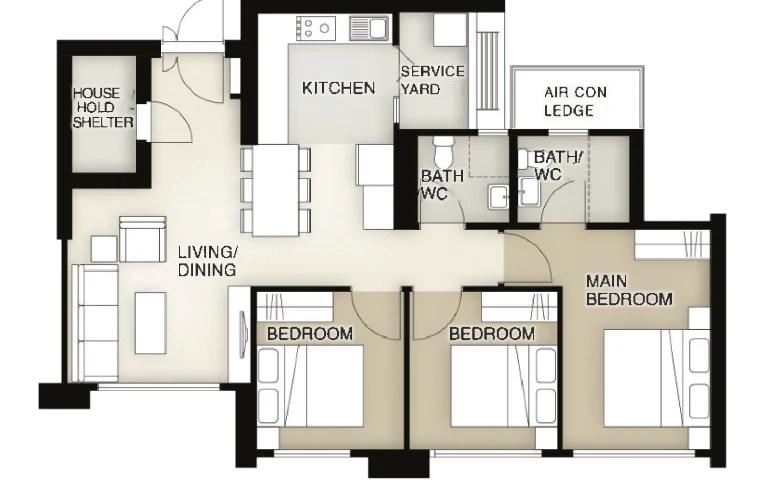 HOUSE
HOLD
SHELTER
KITCHEN
SERVICE
YARD
AIR CON
LEDGE
BATH
WC
BATH/
WC
LIVING/
DINING
MAIN
BEDROOM
BEDROOM
BEDROOM